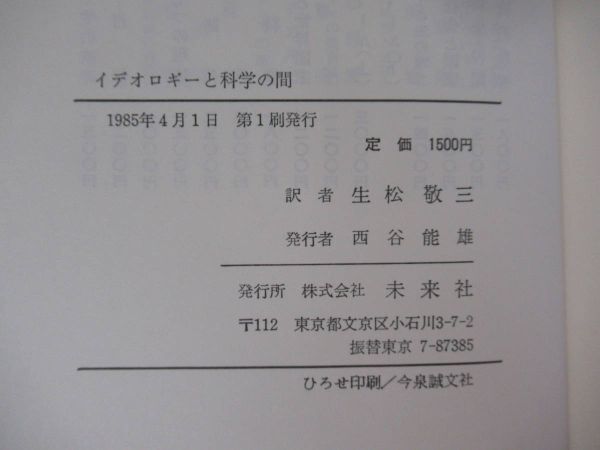 イデオロギーと科学の間
1985年4月1日 第1刷発行
定 価 1500円
訳 者 生 松 敬 三
発行者 西 谷 能 雄
発行所 株式会社 未 来 社
〒112 東京都文京区小石川3-7-2
振替東京 7-87385
ひろせ印刷/今泉誠文社